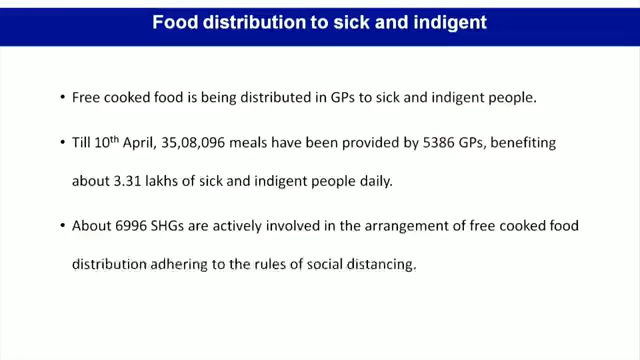 Food distribution to sick and indigent
• Free cooked food is being distributed in GPs to sick and indigent people.
• Till 10th April, 35,08,096 meals have been provided by 5386 GPs, benefiting
about 3.31 lakhs of sick and indigent people daily.
• About 6996 SHGs are actively involved in the arrangement of free cooked food
distribution adhering to the rules of social distancing.